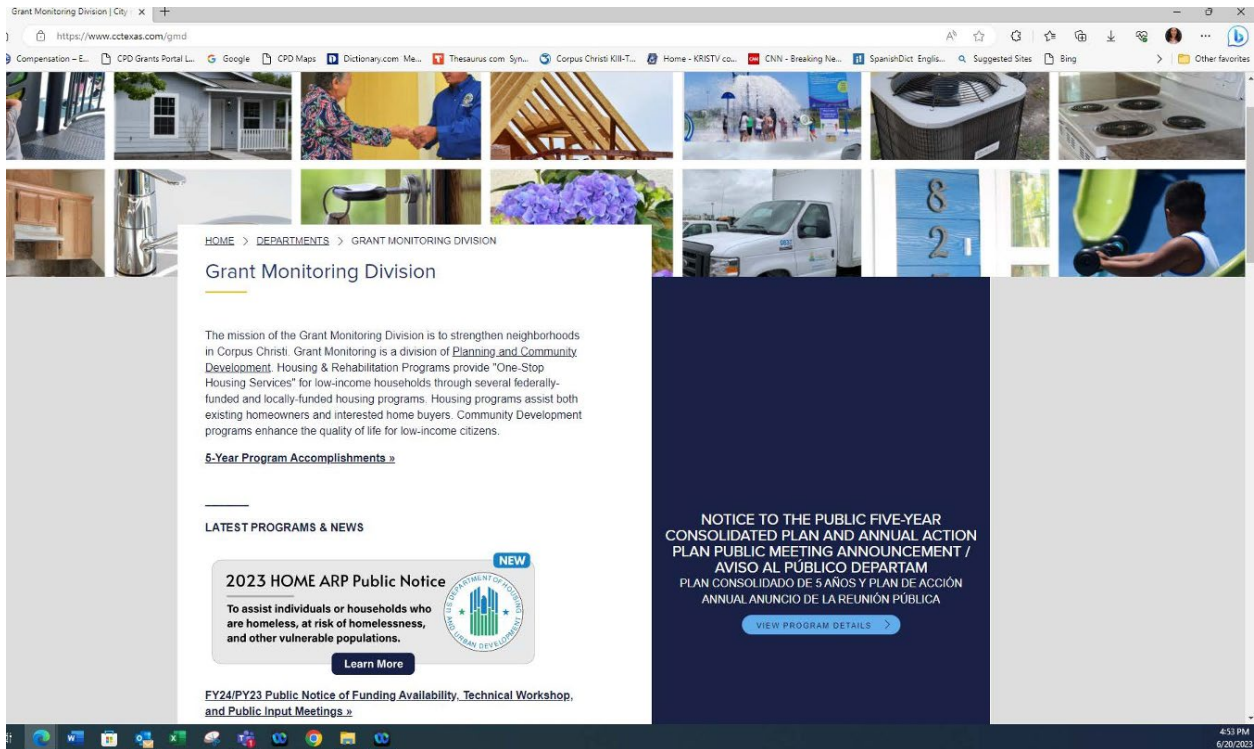 Grant Monitoring Division | City
https://www.cctexas.com/gmd
Compensation – E...
CPD Grants Portal L...
Google
CPD Maps
Dictionary.com Me...
Thesaurus com Syn...
Corpus Christi KIII-T...
Home - KRISTV co...
CNN - Breaking Ne...
SpanishDict Englis...
Suggested Sites
Bing
Other favorites
8
2
HOME > DEPARTMENTS > GRANT MONITORING DIVISION
Grant Monitoring Division
The mission of the Grant Monitoring Division is to strengthen neighborhoods
in Corpus Christi. Grant Monitoring is a division of Planning and Community
Development. Housing & Rehabilitation Programs provide "One-Stop
Housing Services" for low-income households through several federally-
funded and locally-funded housing programs. Housing programs assist both
existing homeowners and interested home buyers. Community Development
programs enhance the quality of life for low-income citizens.
5-Year Program Accomplishments »
LATEST PROGRAMS & NEWS
NEW
2023 HOME ARP Public Notice
To assist individuals or households who
are homeless, at risk of homelessness,
and other vulnerable populations.
U.S. DEPARTMENT OF HOUSING
AND URBAN DEVELOPMENT
Learn More
FY24/PY23 Public Notice of Funding Availability, Technical Workshop,
and Public Input Meetings »
NOTICE TO THE PUBLIC FIVE-YEAR
CONSOLIDATED PLAN AND ANNUAL ACTION
PLAN PUBLIC MEETING ANNOUNCEMENT /
AVISO AL PÚBLICO DEPARTAM
PLAN CONSOLIDADO DE 5 AÑOS Y PLAN DE ACCIÓN
ANNUAL ANUNCIO DE LA REUNIÓN PÚBLICA
VIEW PROGRAM DETAILS >
4:53 PM
6/20/2023